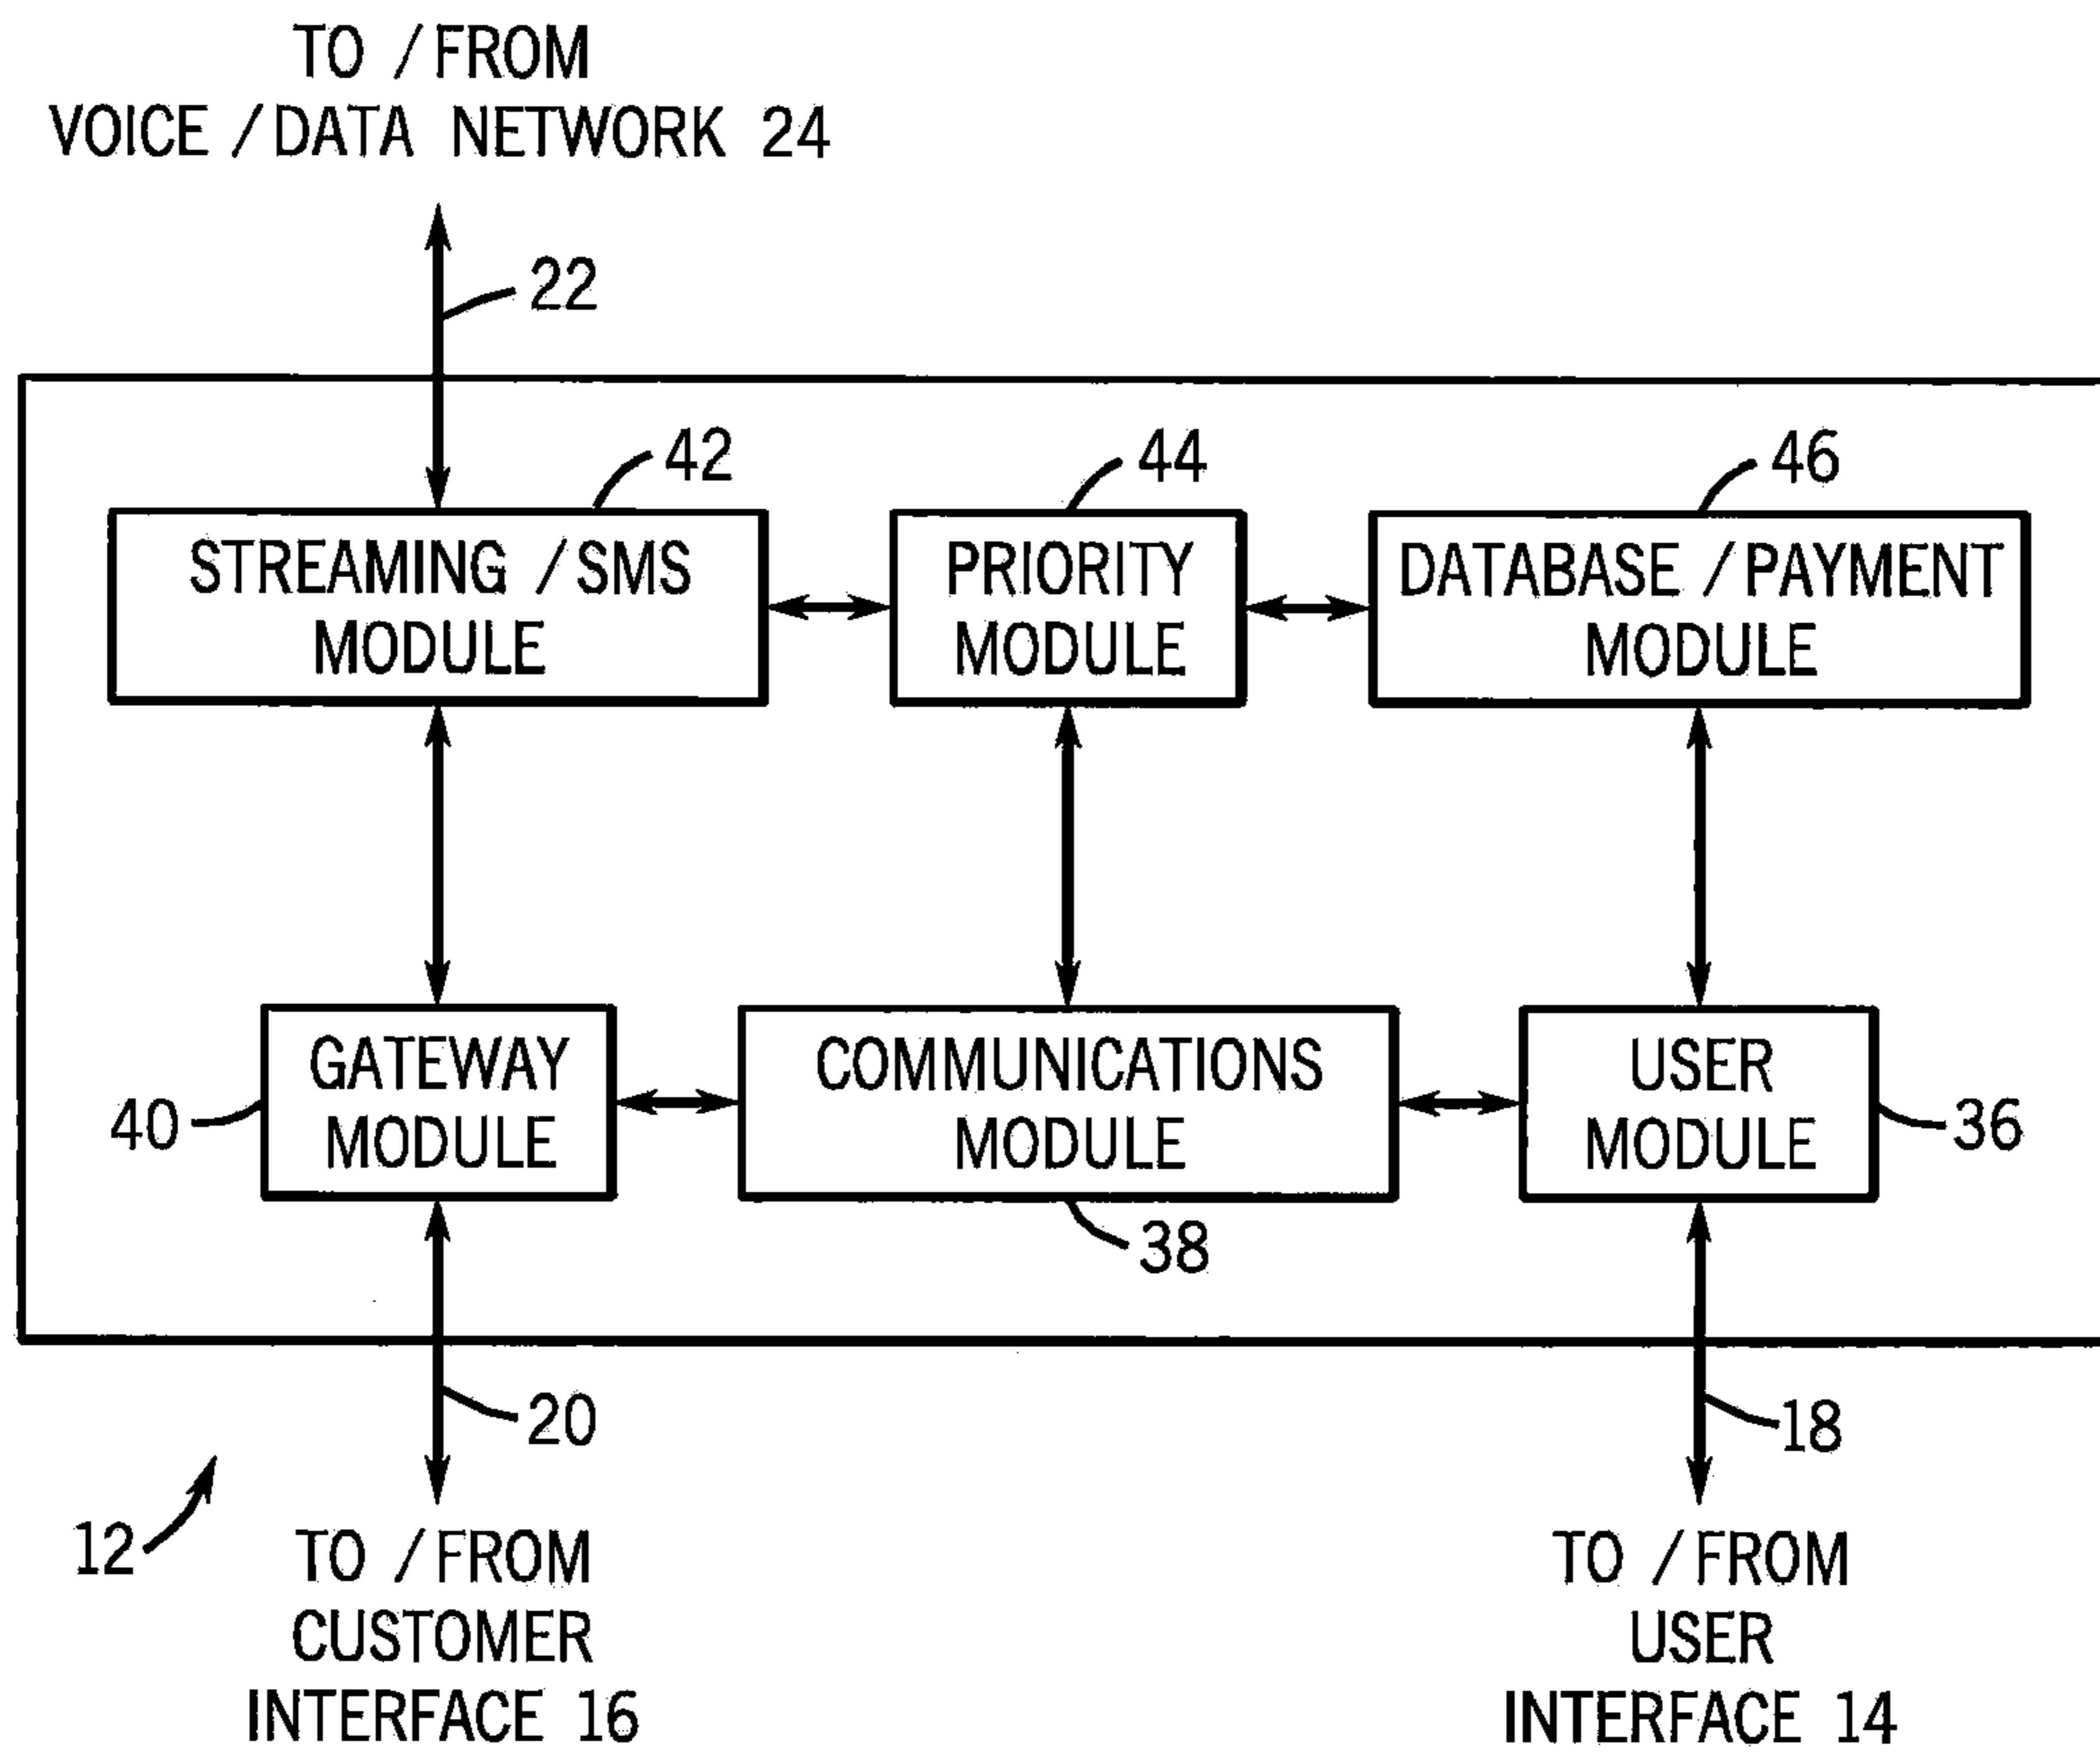 TO / FROM
VOICE / DATA NETWORK 24
22
42
44
46
STREAMING / SMS
MODULE
PRIORITY
MODULE
DATABASE / PAYMENT
MODULE
GATEWAY
MODULE
COMMUNICATIONS
MODULE
USER
MODULE
40
36
38
20
18
12
TO / FROM
CUSTOMER
INTERFACE 16
TO / FROM
USER
INTERFACE 14